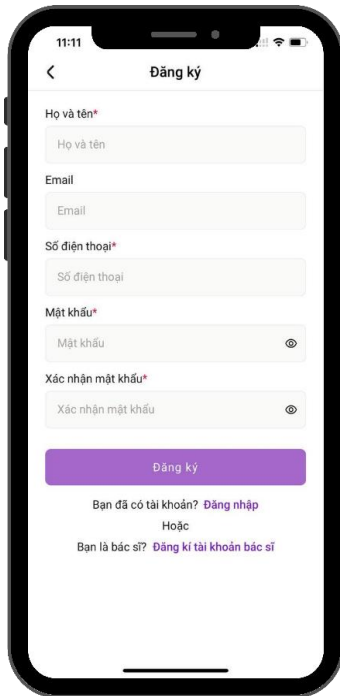 11:11
Đăng ký
Họ và tên*
Họ và tên
Email
Email
Số điện thoại*
Số điện thoại
Mật khẩu*
Mật khẩu
Xác nhận mật khẩu*
Xác nhận mật khẩu
Đăng ký
Bạn đã có tài khoản? Đăng nhập
Hoặc
Bạn là bác sĩ? Đăng kí tài khoản bác sĩ